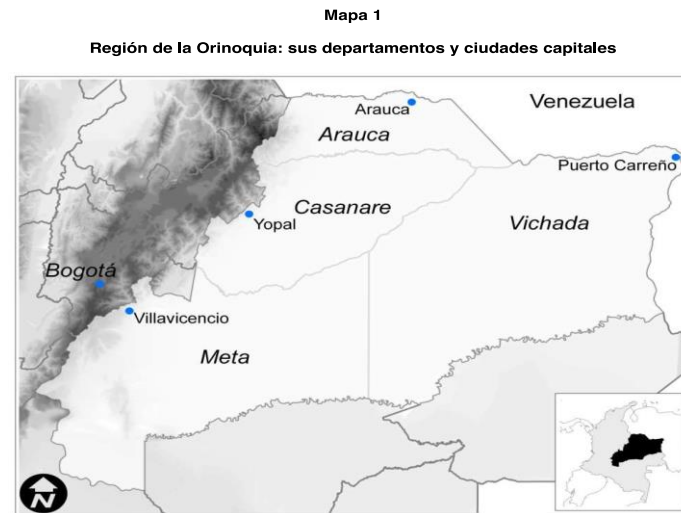 Mapa 1
Región de la Orinoquia: sus departamentos y ciudades capitales
Arauca
Venezuela
Arauca
Puerto Carreño
Casanare
Vichada
Yopal
Bogotá
Villavicencio
Meta
N